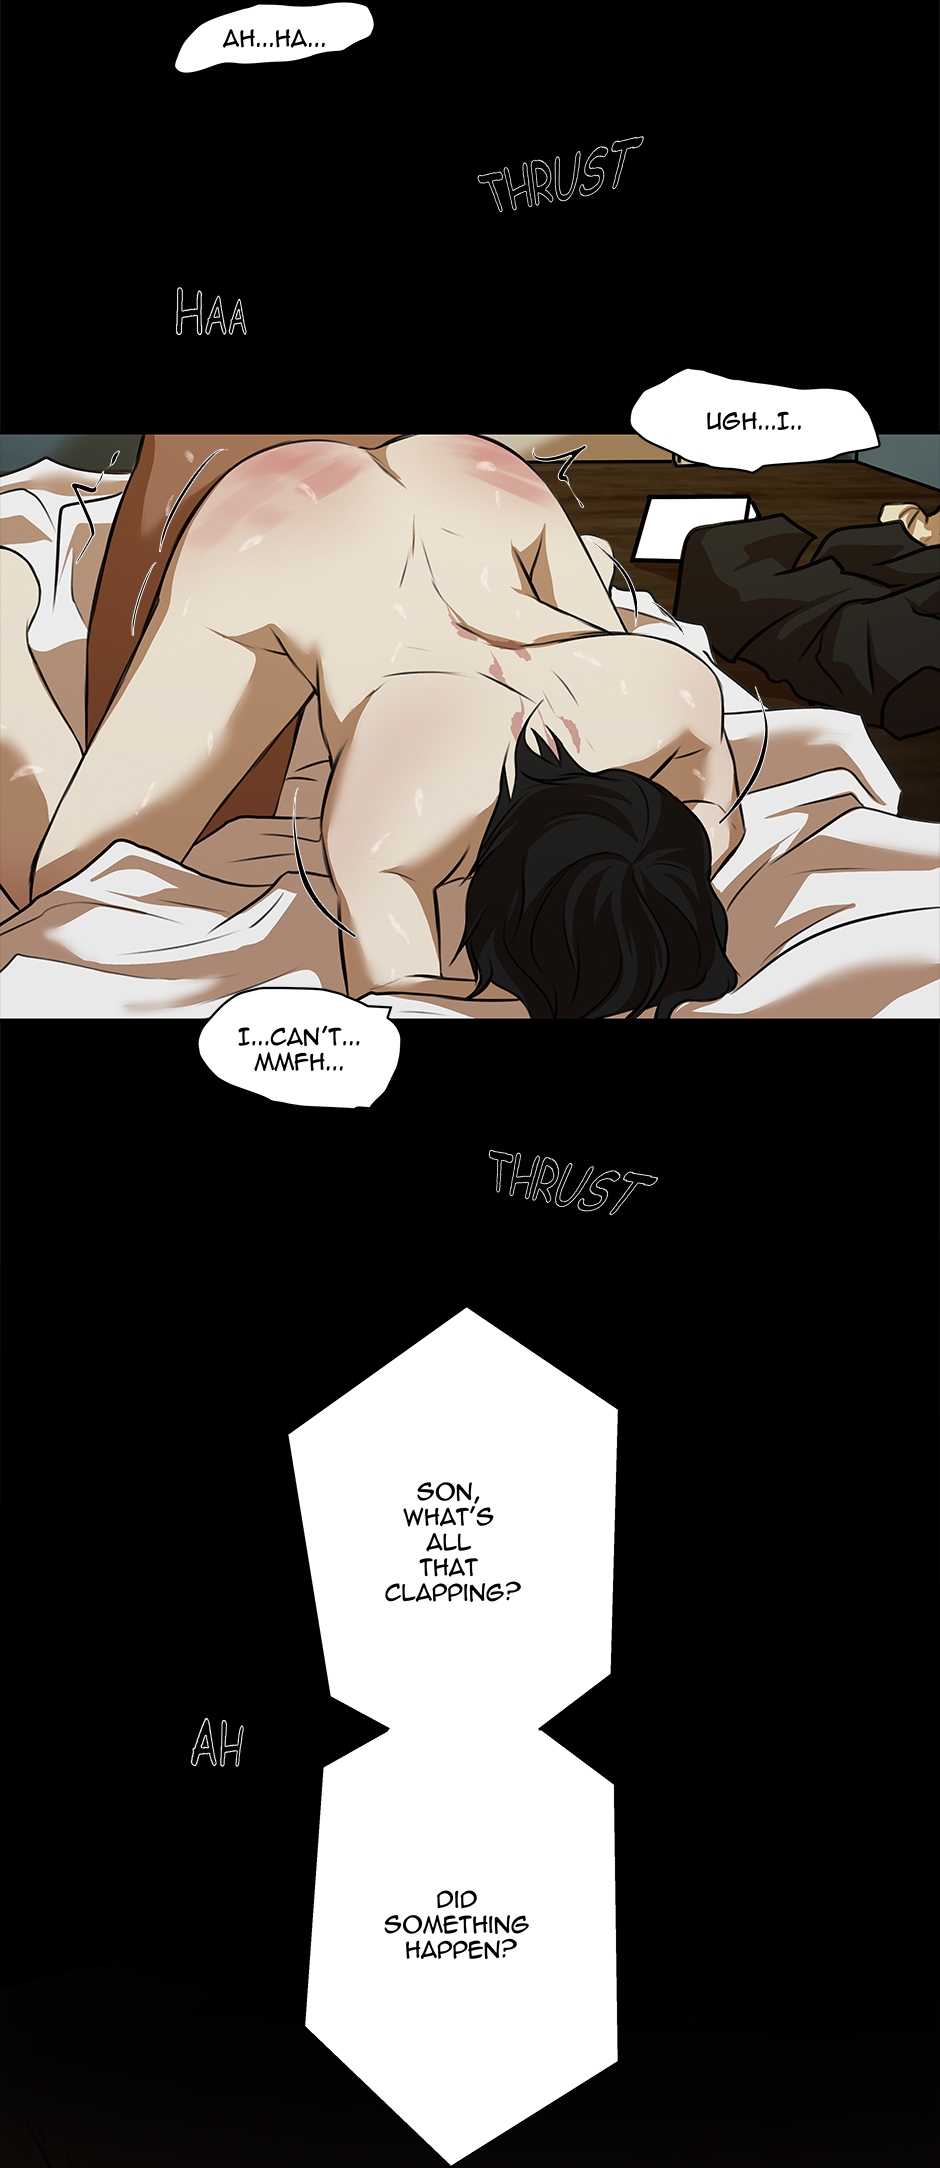 AH...HA...
THRUST
HAA
UGH...I..
I...CAN'T...
MMFH...
THRUST
SON,
WHAT'S
ALL
THAT
CLAPPING?
AH
DID
SOMETHING
HAPPEN?